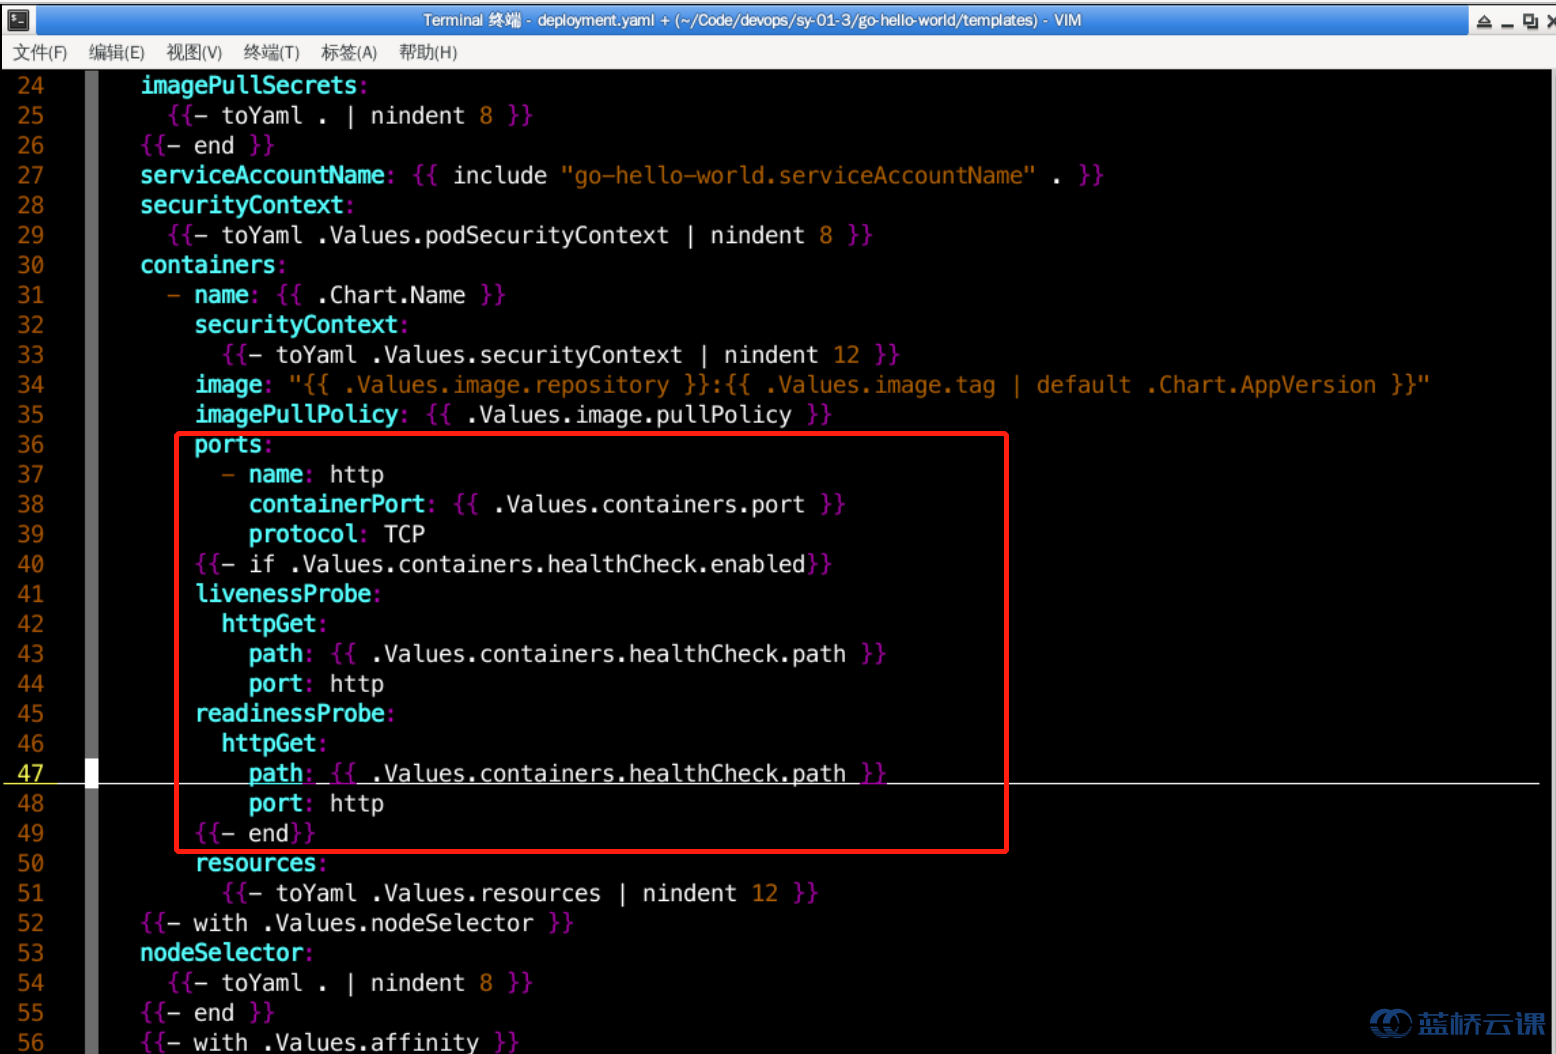 Terminal 终端 - deployment.yaml + (~/Code/devops/sy-01-3/go-hello-world/templates) - VIM
文件(F) 编辑(E) 视图(V) 终端(T) 标签(A) 帮助(H)
24 imagePullSecrets:
25 {{- toYaml . | nindent 8 }}
26 {{- end }}
27 serviceAccountName: {{ include "go-hello-world.serviceAccountName" . }}
28 securityContext:
29 {{- toYaml .Values.podSecurityContext | nindent 8 }}
30 containers:
31 - name: {{ .Chart.Name }}
32 securityContext:
33 {{- toYaml .Values.securityContext | nindent 12 }}
34 image: "{{ .Values.image.repository }}:{{ .Values.image.tag | default .Chart.AppVersion }}"
35 imagePullPolicy: {{ .Values.image.pullPolicy }}
36 ports:
37 - name: http
38 containerPort: {{ .Values.containers.port }}
39 protocol: TCP
40 {{- if .Values.containers.healthCheck.enabled}}
41 livenessProbe:
42 httpGet:
43 path: {{ .Values.containers.healthCheck.path }}
44 port: http
45 readinessProbe:
46 httpGet:
47 path: {{ .Values.containers.healthCheck.path }}
48 port: http
49 {{- end}}
50 resources:
51 {{- toYaml .Values.resources | nindent 12 }}
52 {{- with .Values.nodeSelector }}
53 nodeSelector:
54 {{- toYaml . | nindent 8 }}
55 {{- end }}
56 {{- with .Values.affinity }}
蓝桥云课